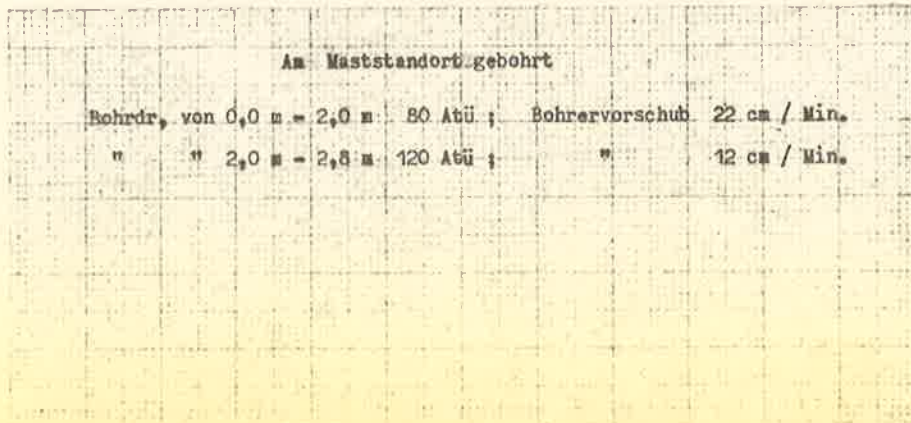 Am Maststandort gebohrt
Bohrdr, von 0,0 m - 2,0 m 80 Atü ; Bohrervorschub 22 cm / Min.
" " 2,0 m - 2,8 m 120 Atü ; " 12 cm / Min.